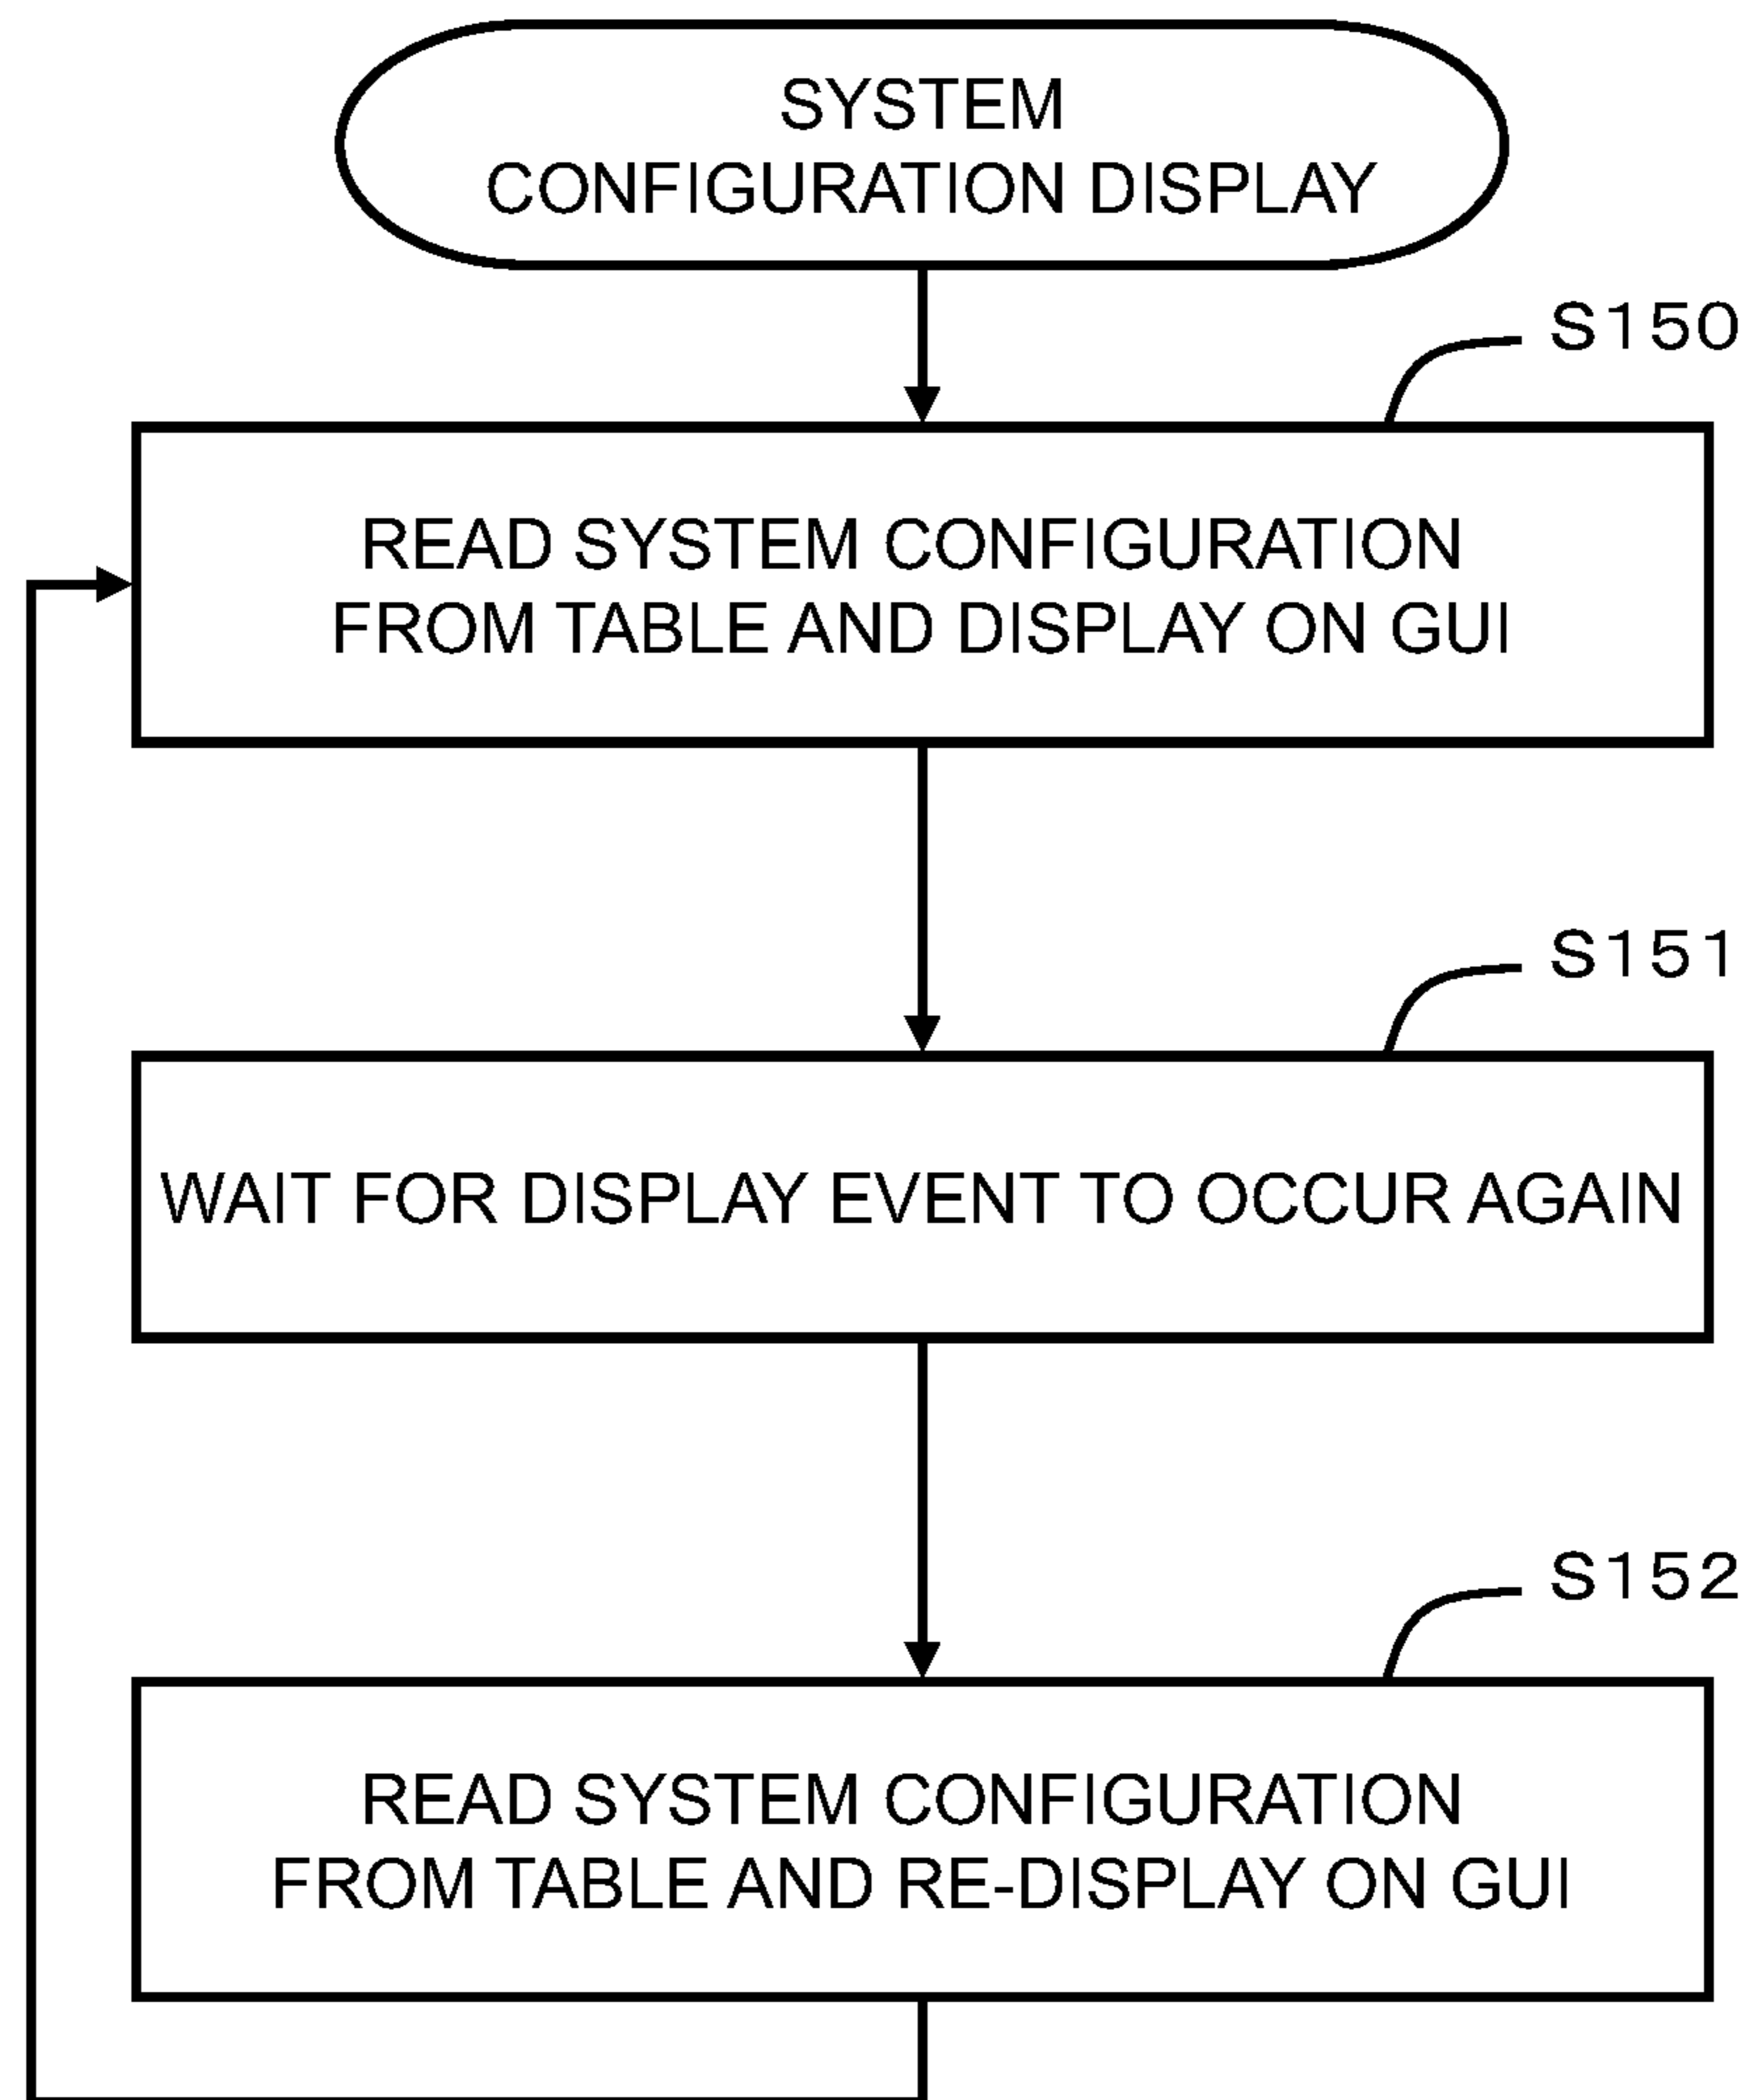 SYSTEM
CONFIGURATION DISPLAY
S150
READ SYSTEM CONFIGURATION
FROM TABLE AND DISPLAY ON GUI
S151
WAIT FOR DISPLAY EVENT TO OCCUR AGAIN
S152
READ SYSTEM CONFIGURATION
FROM TABLE AND RE-DISPLAY ON GUI